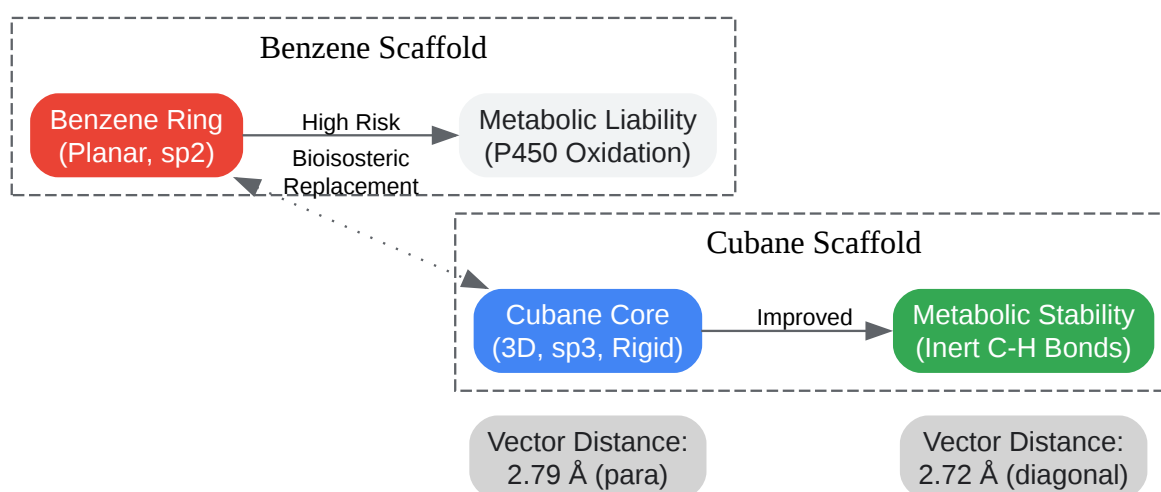 Benzene Scaffold
Benzene Ring
(Planar, sp2)
High Risk
Metabolic Liability
(P450 Oxidation)
Bioisosteric
Replacement
Cubane Scaffold
Cubane Core
(3D, sp3, Rigid)
Improved
Metabolic Stability
(Inert C-H Bonds)
Vector Distance:
2.79 Å (para)
Vector Distance:
2.72 Å (diagonal)